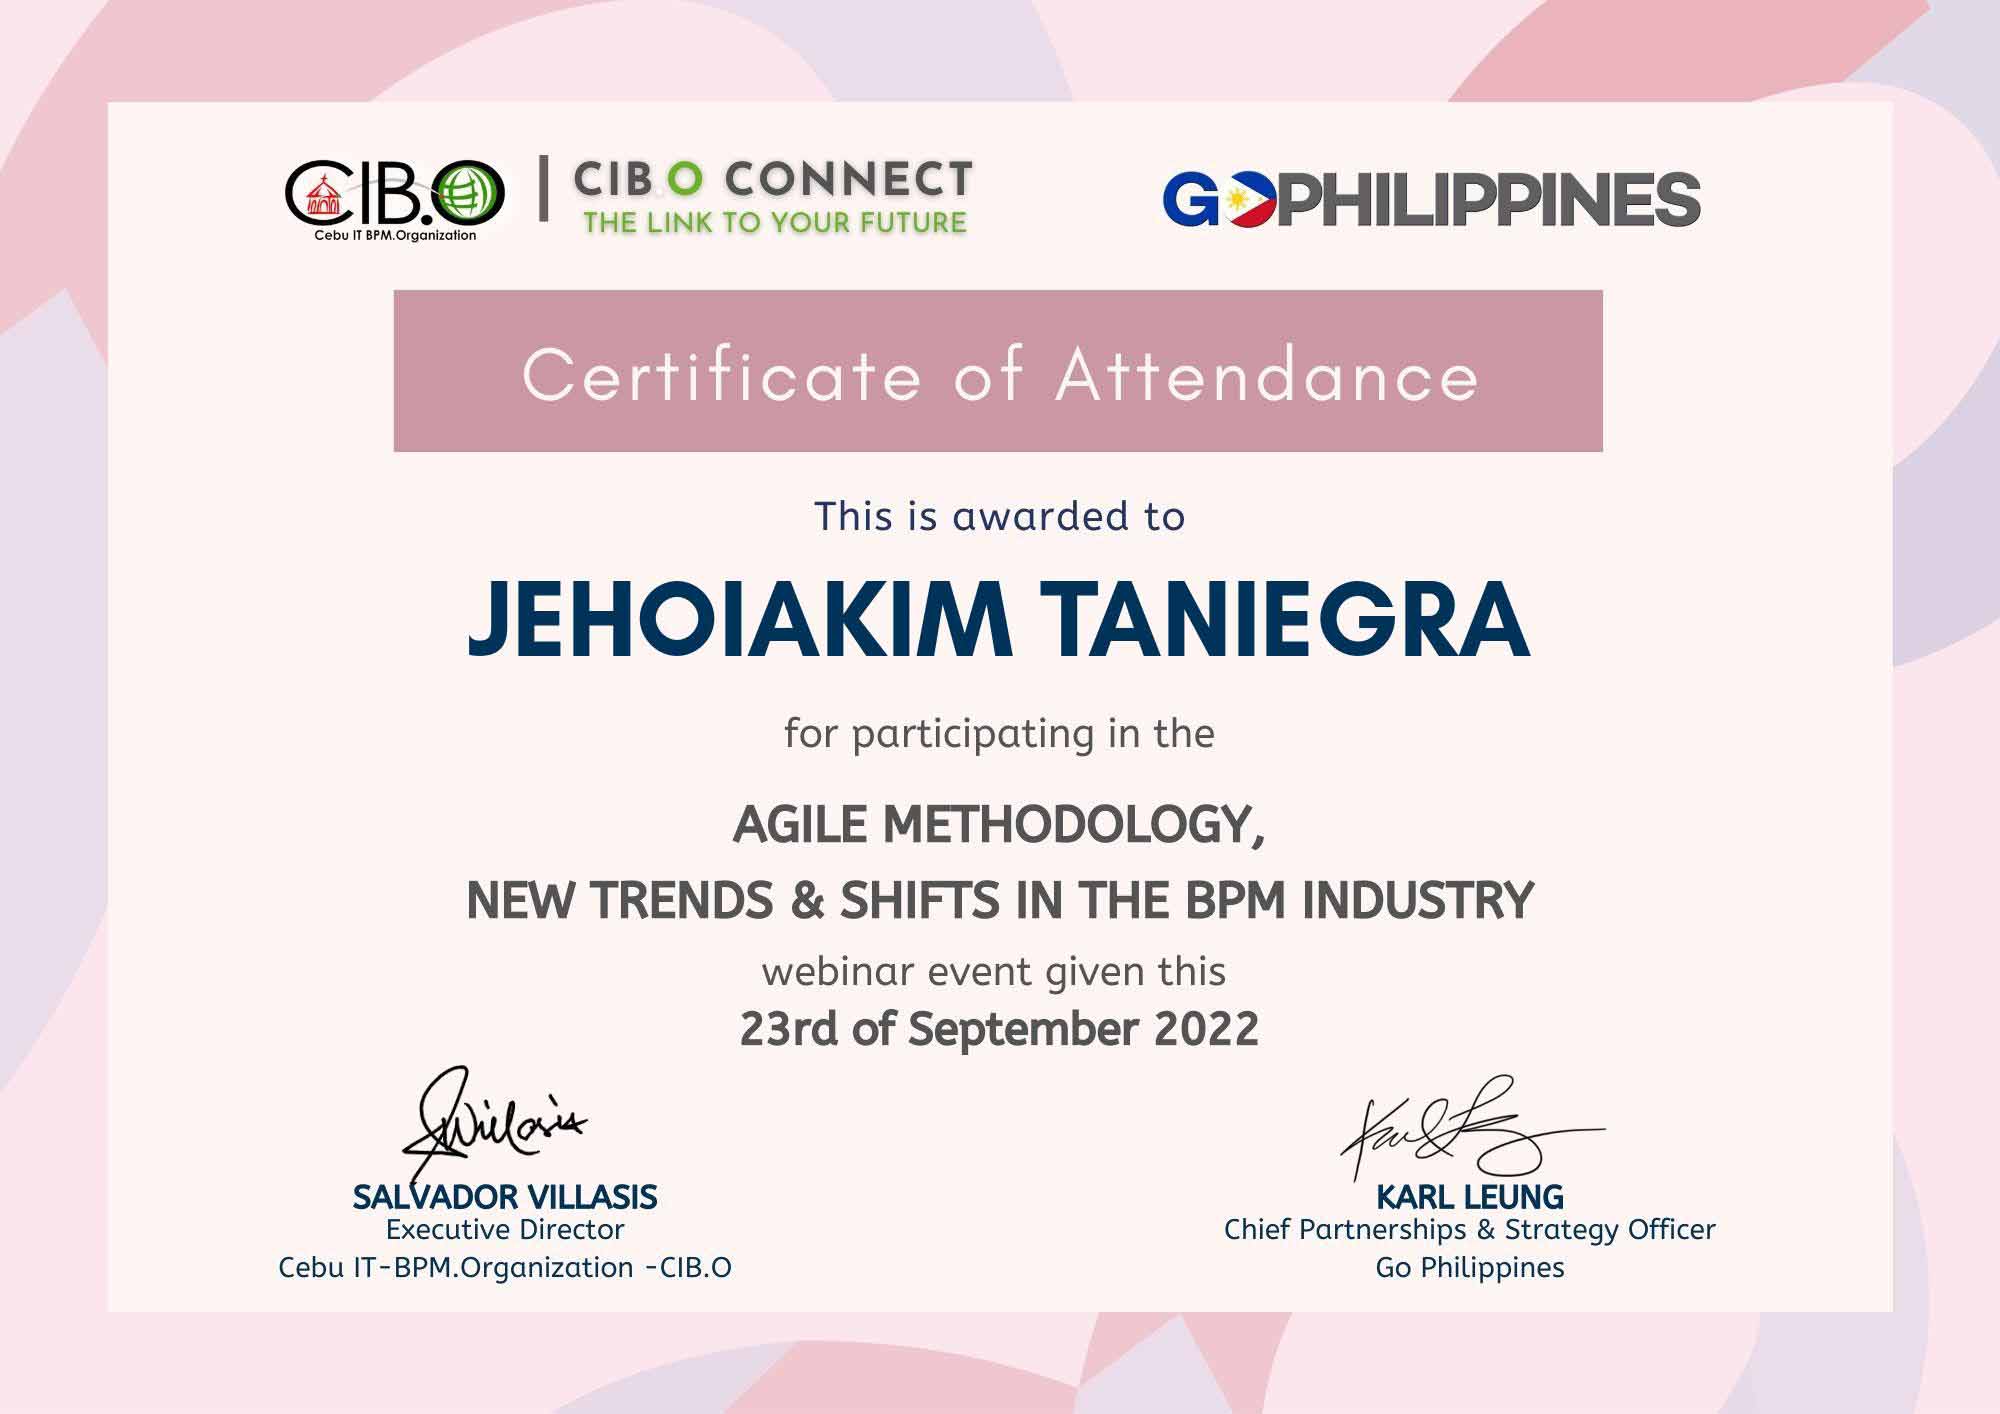 CIB.O
Cebu IT BPM.Organization
CIB.O CONNECT
THE LINK TO YOUR FUTURE
GOPHILIPPINES
Certificate of Attendance
This is awarded to
JEHOIAKIM TANIEGRA
for participating in the
AGILE METHODOLOGY,
NEW TRENDS & SHIFTS IN THE BPM INDUSTRY
webinar event given this
23rd of September 2022
SALVADOR VILLASIS
Executive Director
Cebu IT-BPM.Organization -CIB.O
KARL LEUNG
Chief Partnerships & Strategy Officer
Go Philippines